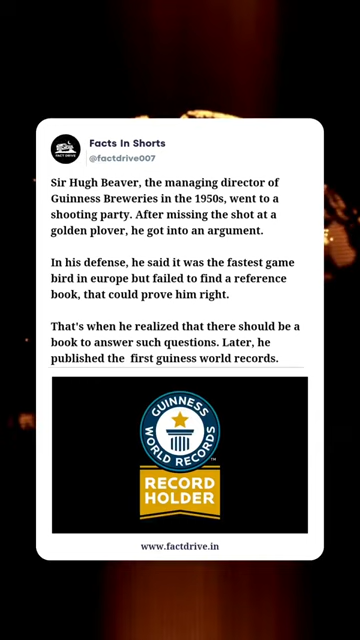 Facts In Shorts
@factdrive007
FACT DRIVE
Sir Hugh Beaver, the managing director of
Guinness Breweries in the 1950s, went to a
shooting party. After missing the shot at a
golden plover, he got into an argument.
In his defense, he said it was the fastest game
bird in europe but failed to find a reference
book, that could prove him right.
That's when he realized that there should be a
book to answer such questions. Later, he
published the first guiness world records.
GUINNESS
WORLD RECORDS
TM
RECORD
HOLDER
www.factdrive.in